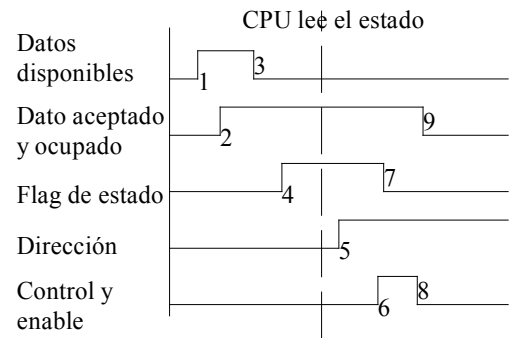 CPU lee el estado
Datos
disponibles
1
3
Dato aceptado
y ocupado
2
9
Flag de estado
4
7
Dirección
5
Control y
enable
6
8